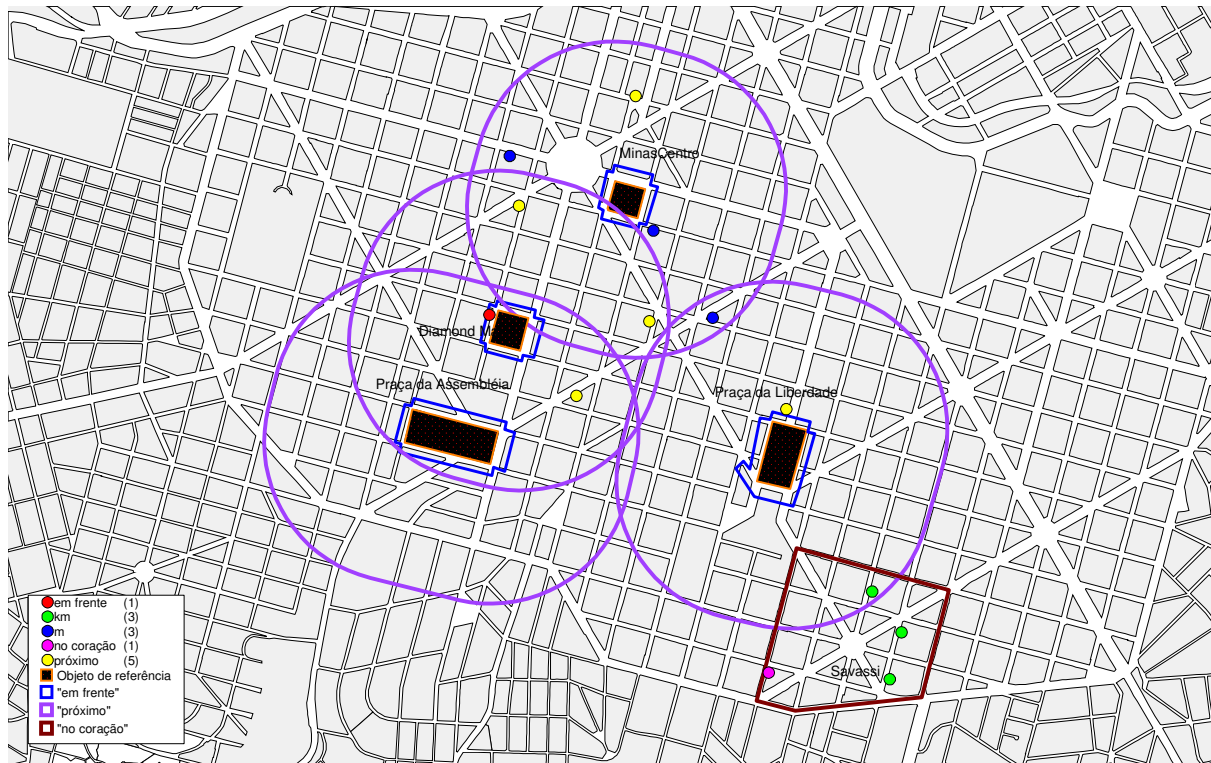 MinasCentro
Diamond M
Praça da Assembléia
Praça da Liberdade
Savassi
em frente (1)
km (3)
m (3)
no coração (1)
próximo (5)
Objeto de referência
"em frente"
"próximo"
"no coração"